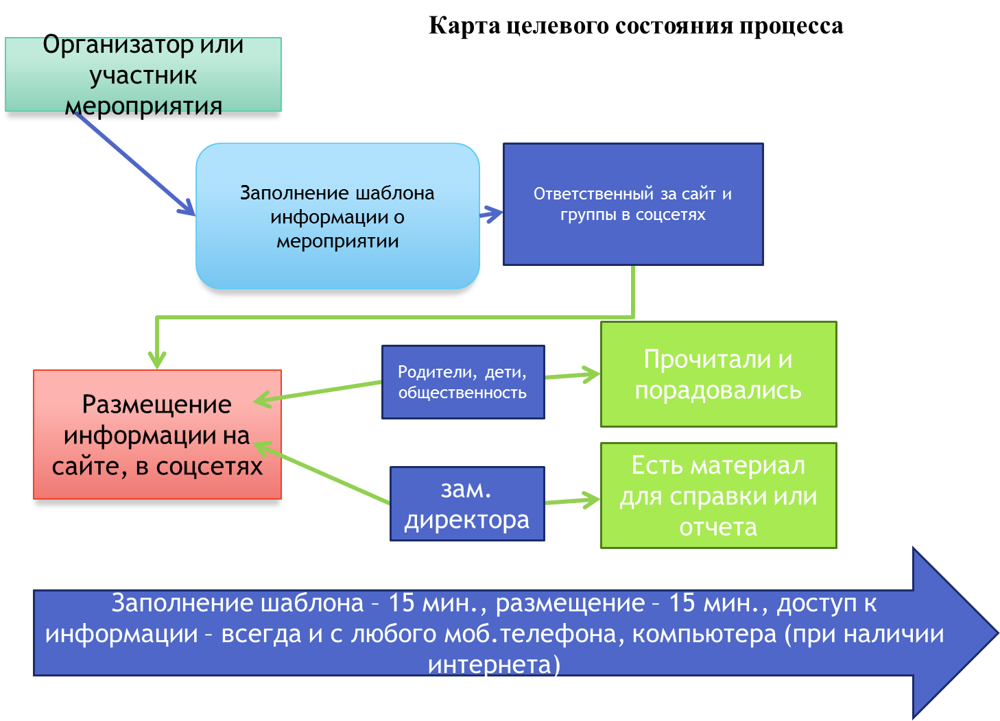 Карта целевого состояния процесса
Организатор или
участник
мероприятия
Заполнение шаблона
информации о
мероприятии
Ответственный за сайт и
группы в соцсетях
Размещение
информации на
сайте, в соцсетях
Родители, дети,
общественность
Прочитали и
порадовались
зам.
директора
Есть материал
для справки или
отчета
Заполнение шаблона – 15 мин., размещение – 15 мин., доступ к
информации – всегда и с любого моб.телефона, компьютера (при наличии
интернета)